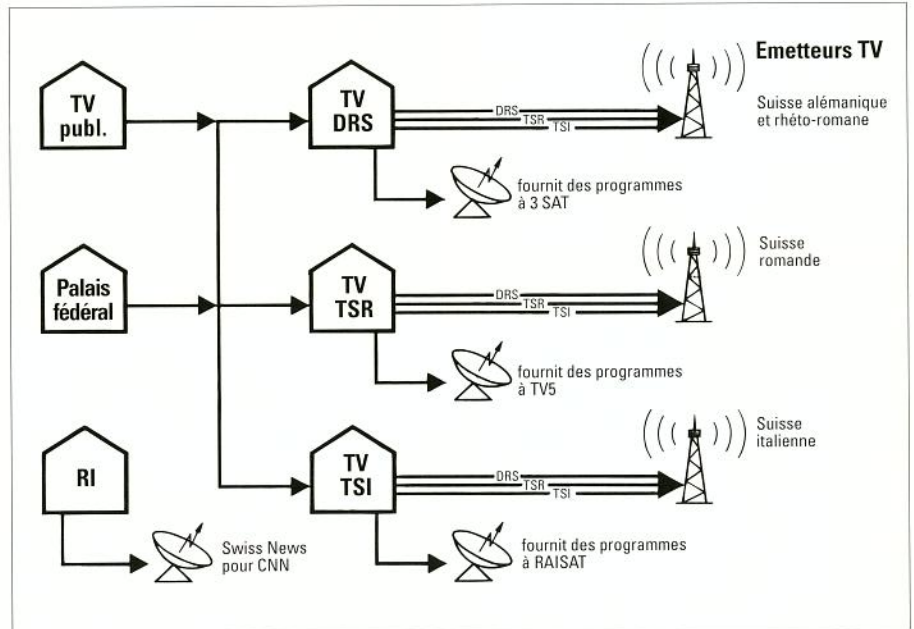 Emetteurs TV
TV
publ.
TV
DRS
DRS
TSR
TSI
Suisse alémanique
et rhéto-romane
fournit des programmes
à 3 SAT
Palais
fédéral
TV
TSR
DRS
TSR
TSI
Suisse
romande
fournit des programmes
à TV5
RI
TV
TSI
DRS
TSR
TSI
Suisse
italienne
Swiss News
pour CNN
fournit des programmes
à RAISAT